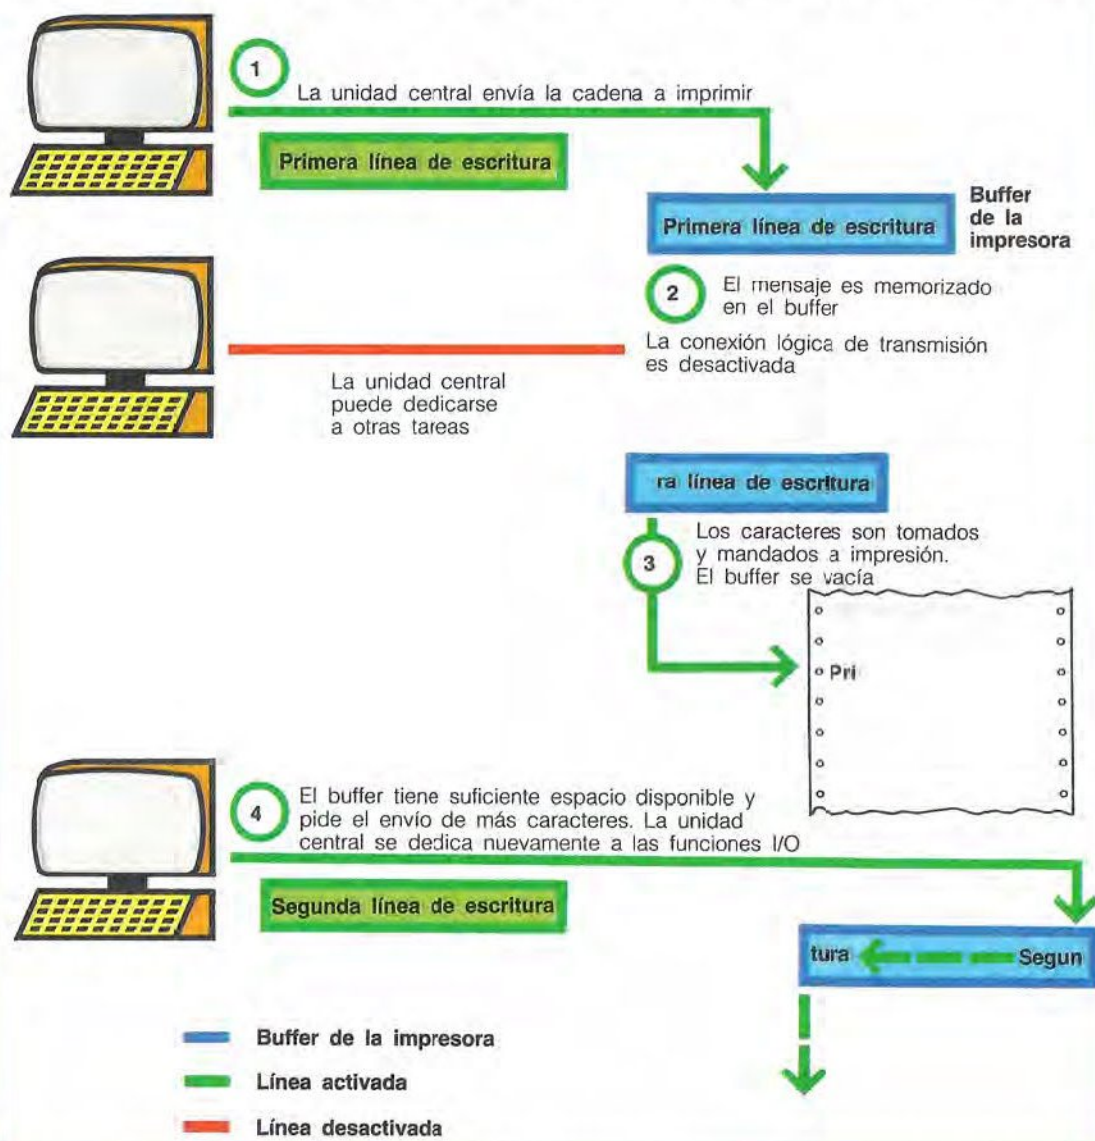 1
La unidad central envía la cadena a imprimir
Primera línea de escritura
Primera línea de escritura
Buffer
de la
impresora
2
El mensaje es memorizado
en el buffer
La conexión lógica de transmisión
es desactivada
La unidad central
puede dedicarse
a otras tareas
ra línea de escritura
3
Los caracteres son tomados
y mandados a impresión.
El buffer se vacía
Pri
4
El buffer tiene suficiente espacio disponible y
pide el envío de más caracteres. La unidad
central se dedica nuevamente a las funciones I/O
Segunda línea de escritura
tura
Segun
Buffer de la impresora
Línea activada
Línea desactivada